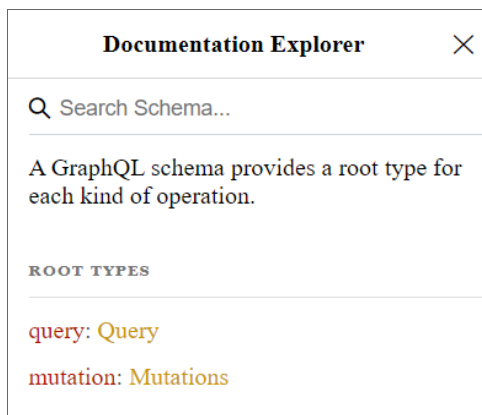 Documentation Explorer
Search Schema...
A GraphQL schema provides a root type for
each kind of operation.
ROOT TYPES
query: Query
mutation: Mutations